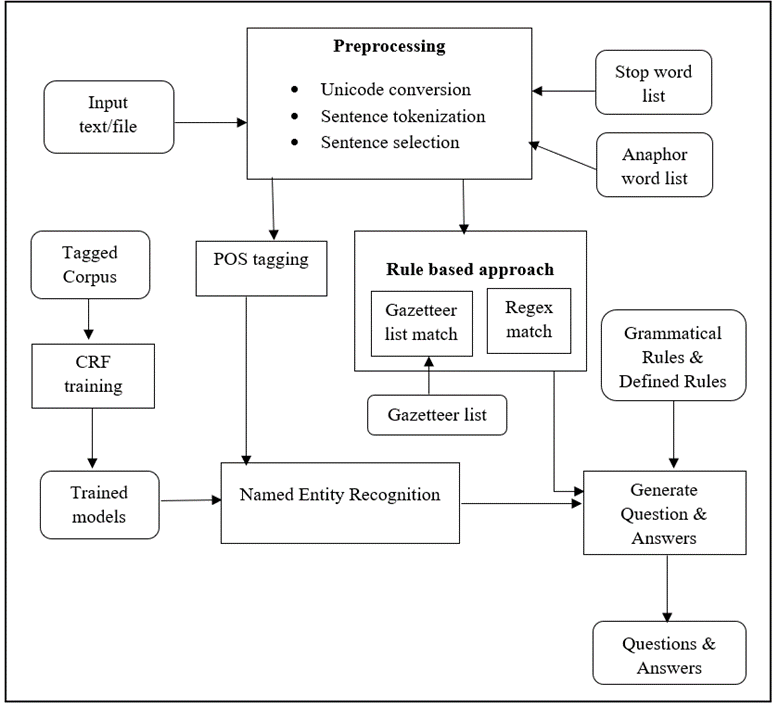 Preprocessing
• Unicode conversion
• Sentence tokenization
• Sentence selection
Input
text/file
Stop word
list
Anaphor
word list
Tagged
Corpus
POS tagging
Rule based approach
Gazetteer
list match
Regex
match
Grammatical
Rules &
Defined Rules
CRF
training
Gazetteer list
Trained
models
Named Entity Recognition
Generate
Question &
Answers
Questions &
Answers